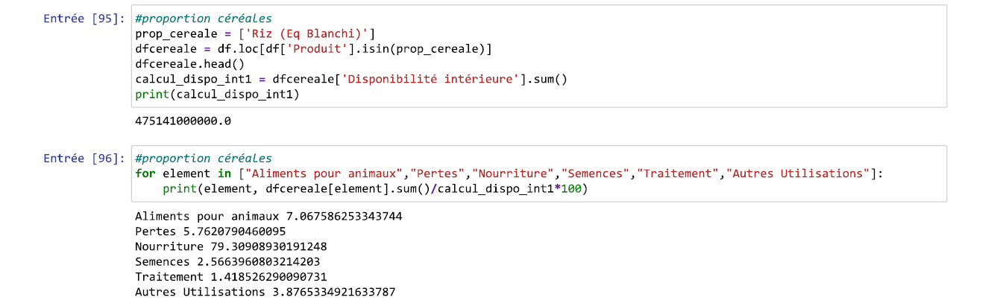 Entrée [95]: #proportion céréales
prop_cereale = ['Riz (Eq Blanchi)']
dfcereale = df.loc[df['Produit'].isin(prop_cereale)]
dfcereale.head()
calcul_dispo_int1 = dfcereale['Disponibilité intérieure'].sum()
print(calcul_dispo_int1)
475141000000.0
Entrée [96]: #proportion céréales
for element in ["Aliments pour animaux","Pertes","Nourriture","Semences","Traitement","Autres Utilisations"]:
    print(element, dfcereale[element].sum()/calcul_dispo_int1*100)
Aliments pour animaux 7.067586253343744
Pertes 5.7620790460095
Nourriture 79.30908930191248
Semences 2.5663960803214203
Traitement 1.418526290090731
Autres Utilisations 3.8765334921633787